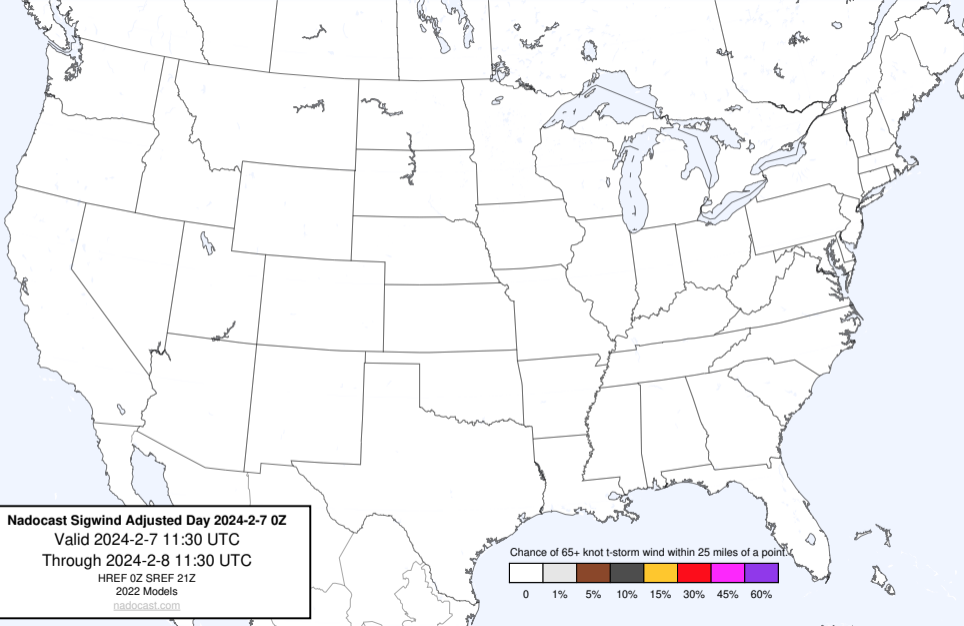 Nadocast Sigwind Adjusted Day 2024-2-7 0Z
Valid 2024-2-7 11:30 UTC
Through 2024-2-8 11:30 UTC
HREF 0Z SREF 21Z
2022 Models
nadocast.com
Chance of 65+ knot t-storm wind within 25 miles of a point.
0 1% 5% 10% 15% 30% 45% 60%